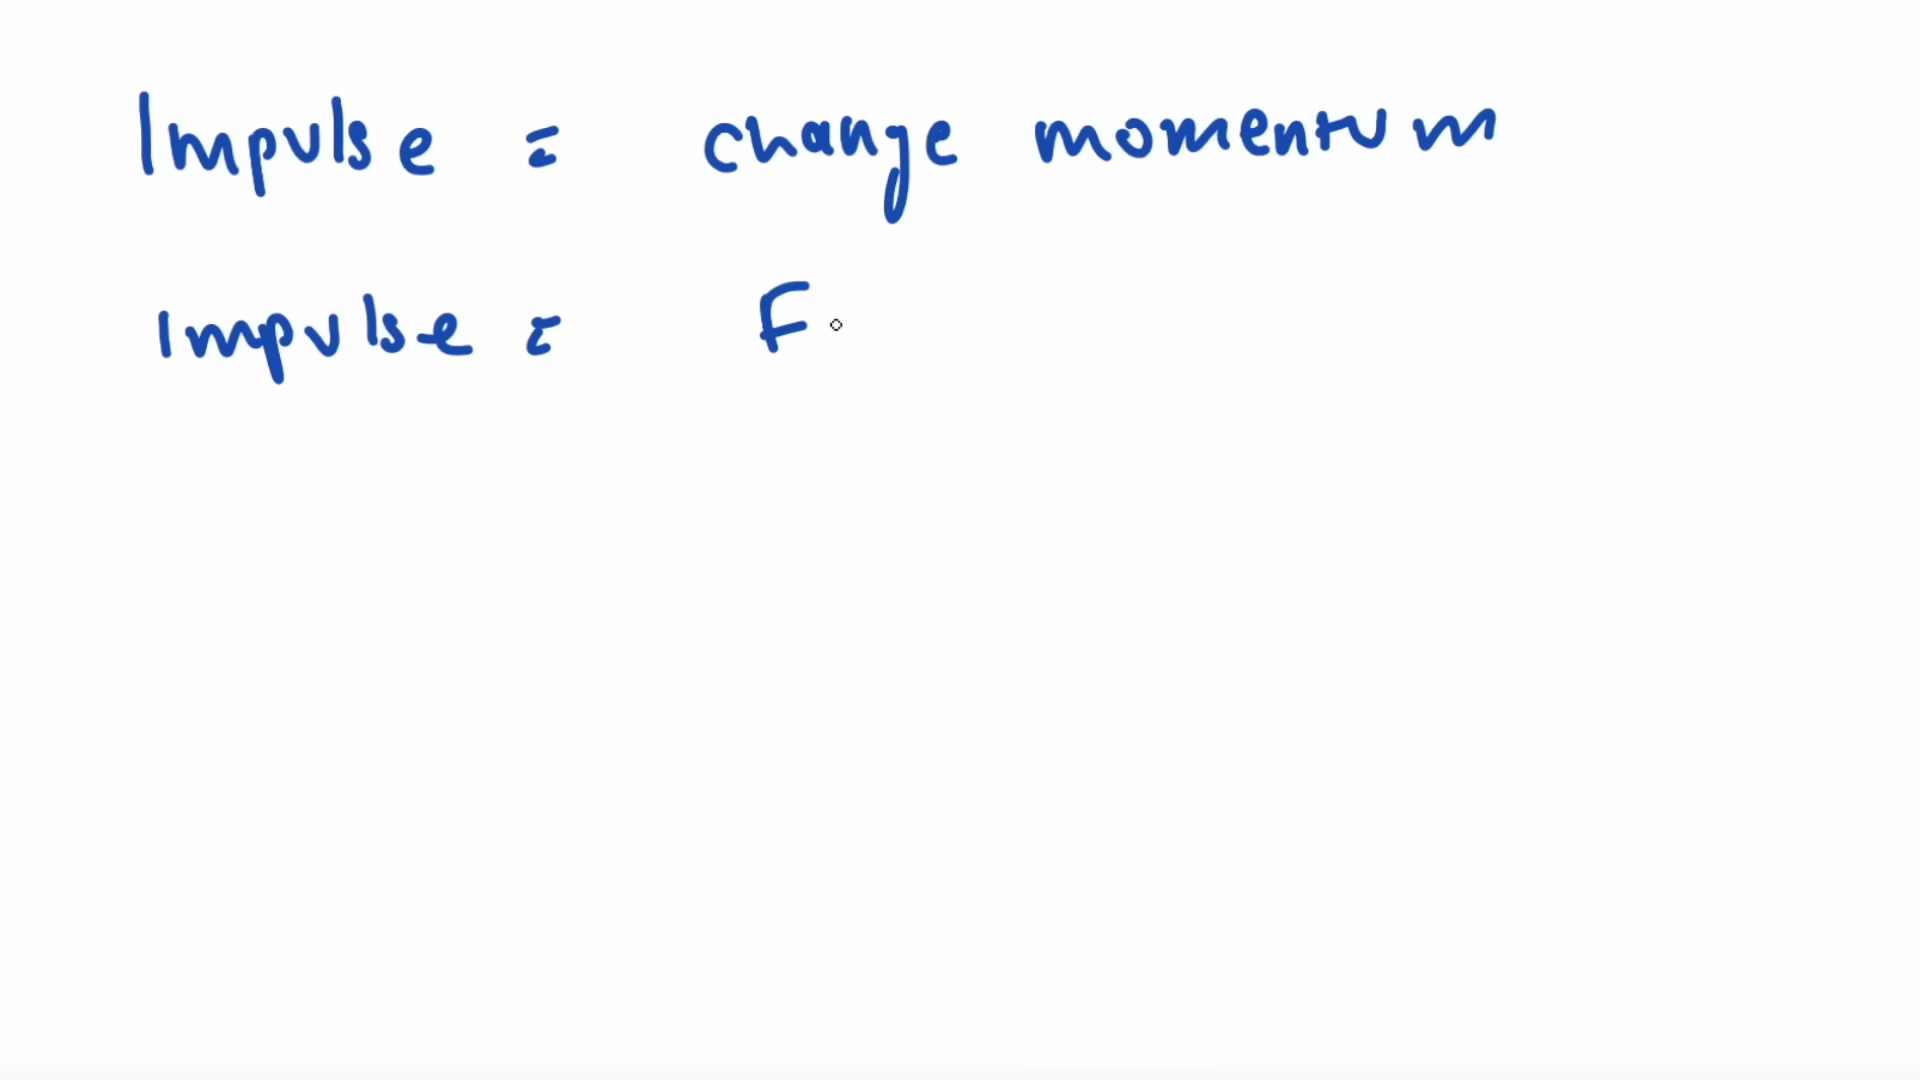 Impulse = change momentum
Impulse = F